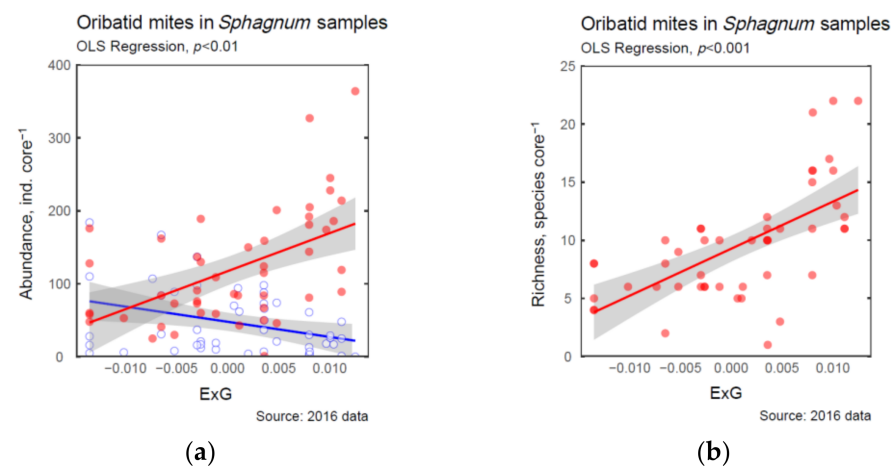 Oribatid mites in Sphagnum samples
OLS Regression, p<0.01
400
300
200
100
0
Abundance, ind. core⁻¹
−0.010 −0.005 0.000 0.005 0.010
ExG
Source: 2016 data
(a)
Oribatid mites in Sphagnum samples
OLS Regression, p<0.001
25
20
15
10
5
0
Richness, species core⁻¹
−0.010 −0.005 0.000 0.005 0.010
ExG
Source: 2016 data
(b)